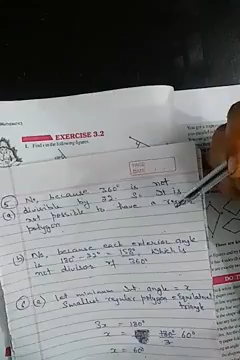 EXERCISE 3.2
1. Find x in the following figures.
PAGE
DATE
5 No, because 360° is not
(a) divisible by 22. So it is
not possible to have a regular
polygon
(b) No, because each exterior angle
is 180° - 22° = 158°, which is
not divisor of 360°
6 (a) Let minimum Int angle = x
Smallest regular polygon = Equilateral
triangle
3x = 180°
x = 180° 60°
3
x = 60°